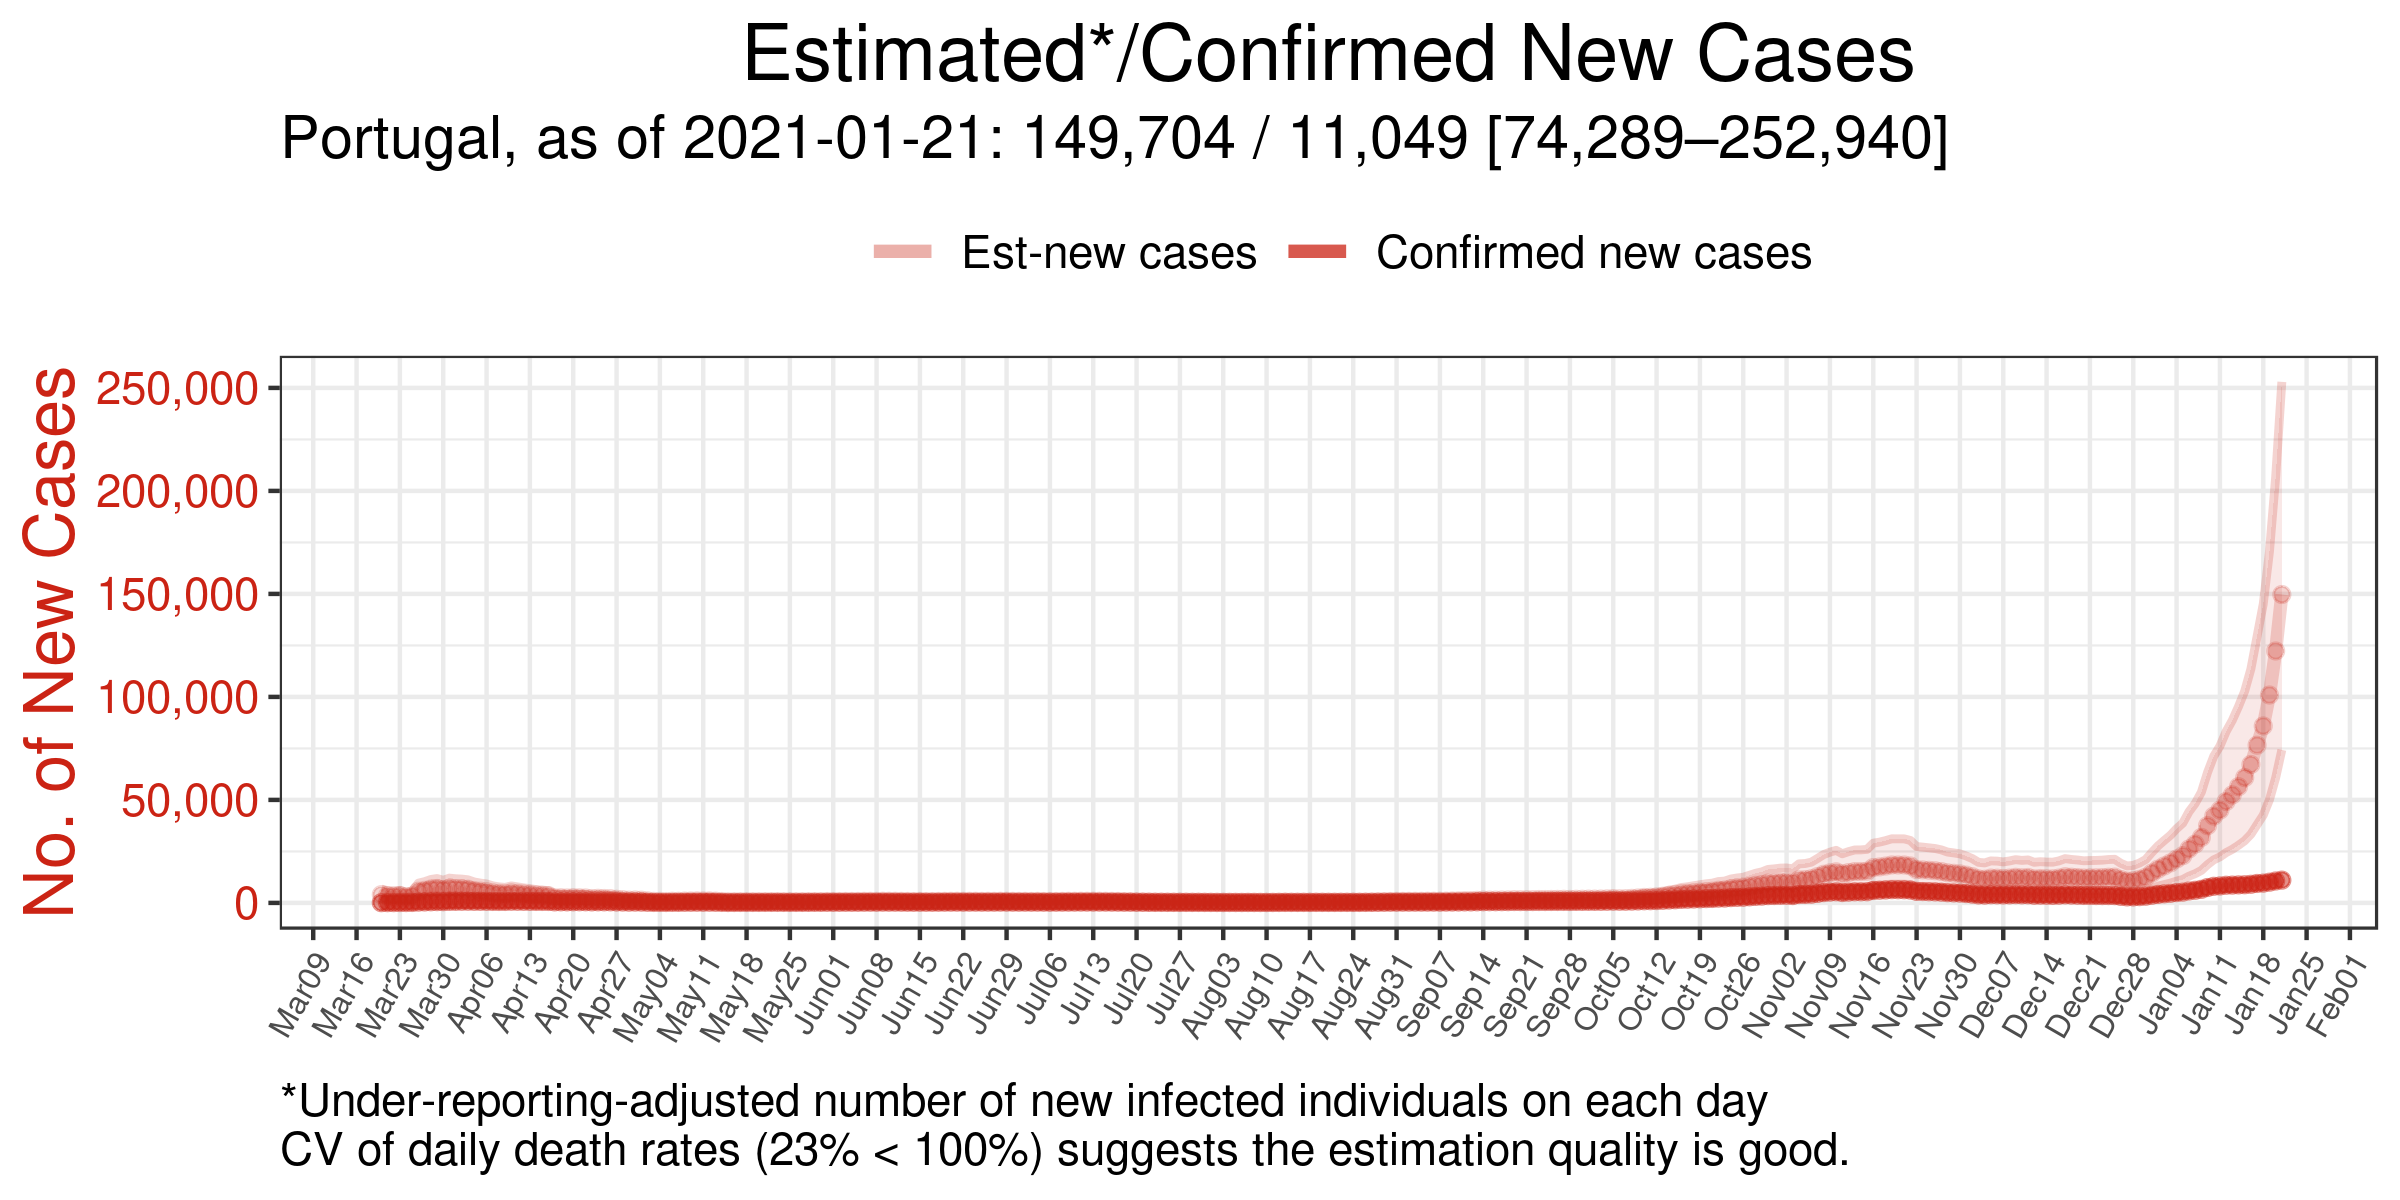 Estimated*/Confirmed New Cases
Portugal, as of 2021-01-21: 149,704 / 11,049 [74,289–252,940]
Est-new cases
Confirmed new cases
No. of New Cases
250,000
200,000
150,000
100,000
50,000
0
Mar09
Mar16
Mar23
Mar30
Apr06
Apr13
Apr20
Apr27
May04
May11
May18
May25
Jun01
Jun08
Jun15
Jun22
Jun29
Jul06
Jul13
Jul20
Jul27
Aug03
Aug10
Aug17
Aug24
Aug31
Sep07
Sep14
Sep21
Sep28
Oct05
Oct12
Oct19
Oct26
Nov02
Nov09
Nov16
Nov23
Nov30
Dec07
Dec14
Dec21
Dec28
Jan04
Jan11
Jan18
Jan25
Feb01
*Under-reporting-adjusted number of new infected individuals on each day
CV of daily death rates (23% < 100%) suggests the estimation quality is good.